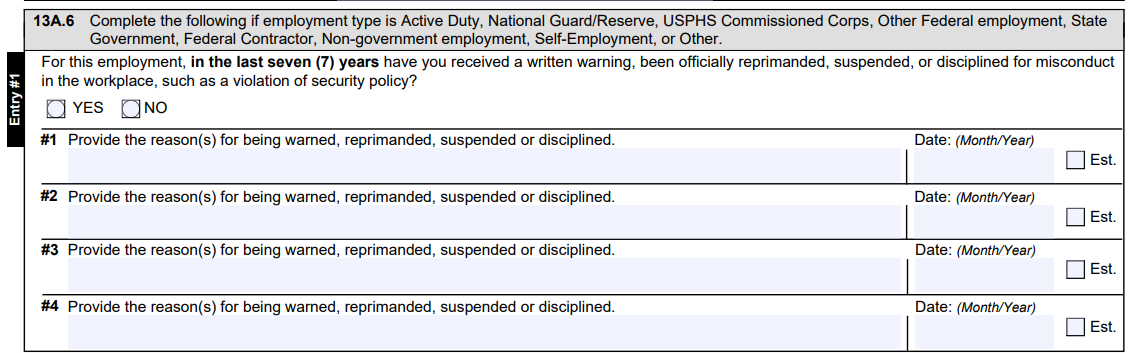 13A.6 Complete the following if employment type is Active Duty, National Guard/Reserve, USPHS Commissioned Corps, Other Federal employment, State
Government, Federal Contractor, Non-government employment, Self-Employment, or Other.
Entry #1
For this employment, in the last seven (7) years have you received a written warning, been officially reprimanded, suspended, or disciplined for misconduct
in the workplace, such as a violation of security policy?
YES NO
#1 Provide the reason(s) for being warned, reprimanded, suspended or disciplined. Date: (Month/Year)
Est.
#2 Provide the reason(s) for being warned, reprimanded, suspended or disciplined. Date: (Month/Year)
Est.
#3 Provide the reason(s) for being warned, reprimanded, suspended or disciplined. Date: (Month/Year)
Est.
#4 Provide the reason(s) for being warned, reprimanded, suspended or disciplined. Date: (Month/Year)
Est.